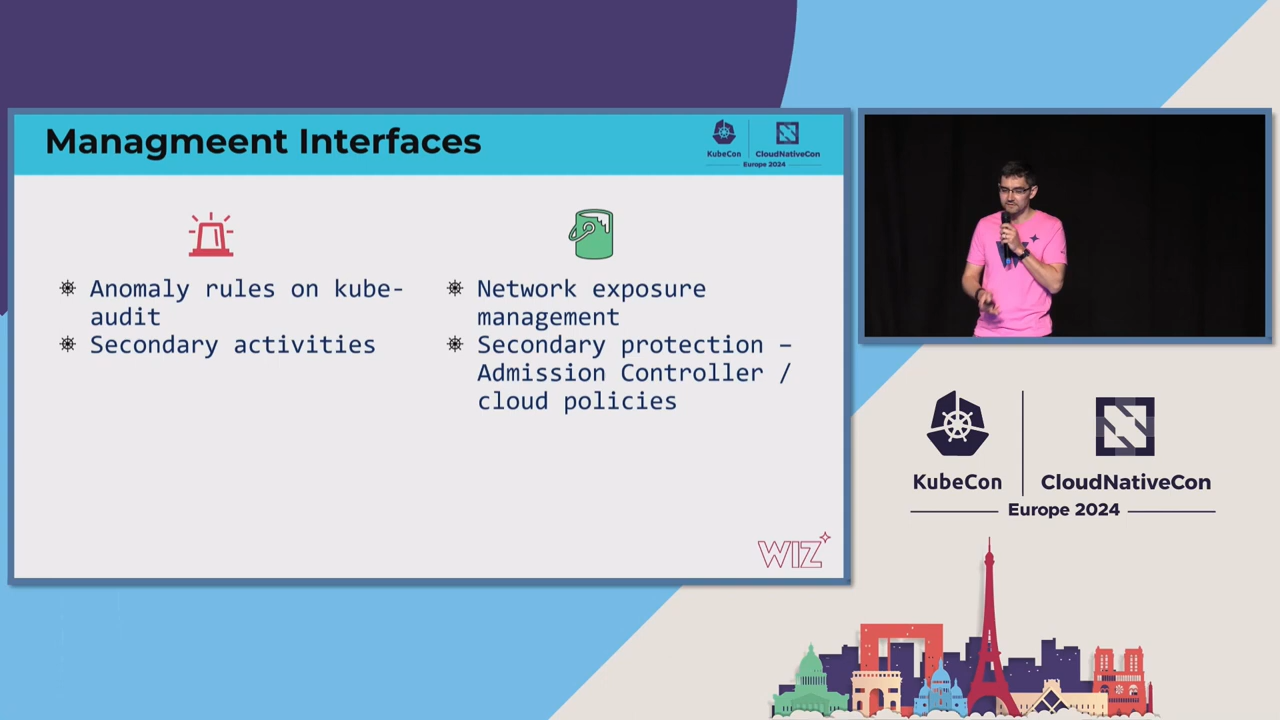 Managmeent Interfaces
KubeCon
CloudNativeCon
Europe 2024
Anomaly rules on kube-
audit
Secondary activities
Network exposure
management
Secondary protection –
Admission Controller /
cloud policies
WIZ
KubeCon
CloudNativeCon
Europe 2024